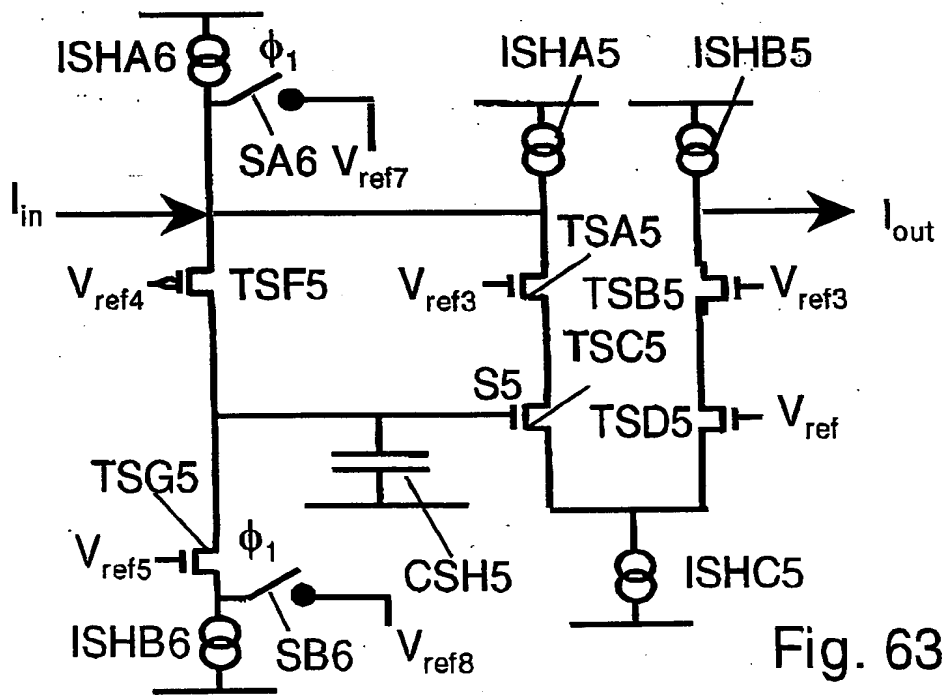 ISHA6
ϕ1
ISHA5
ISHB5
SA6
Vref7
Iin
Iout
TSA5
Vref4
TSF5
Vref3
TSB5
Vref3
TSC5
S5
TSD5
Vref
TSG5
ϕ1
Vref5
CSH5
ISHC5
ISHB6
SB6
Vref8
Fig. 63